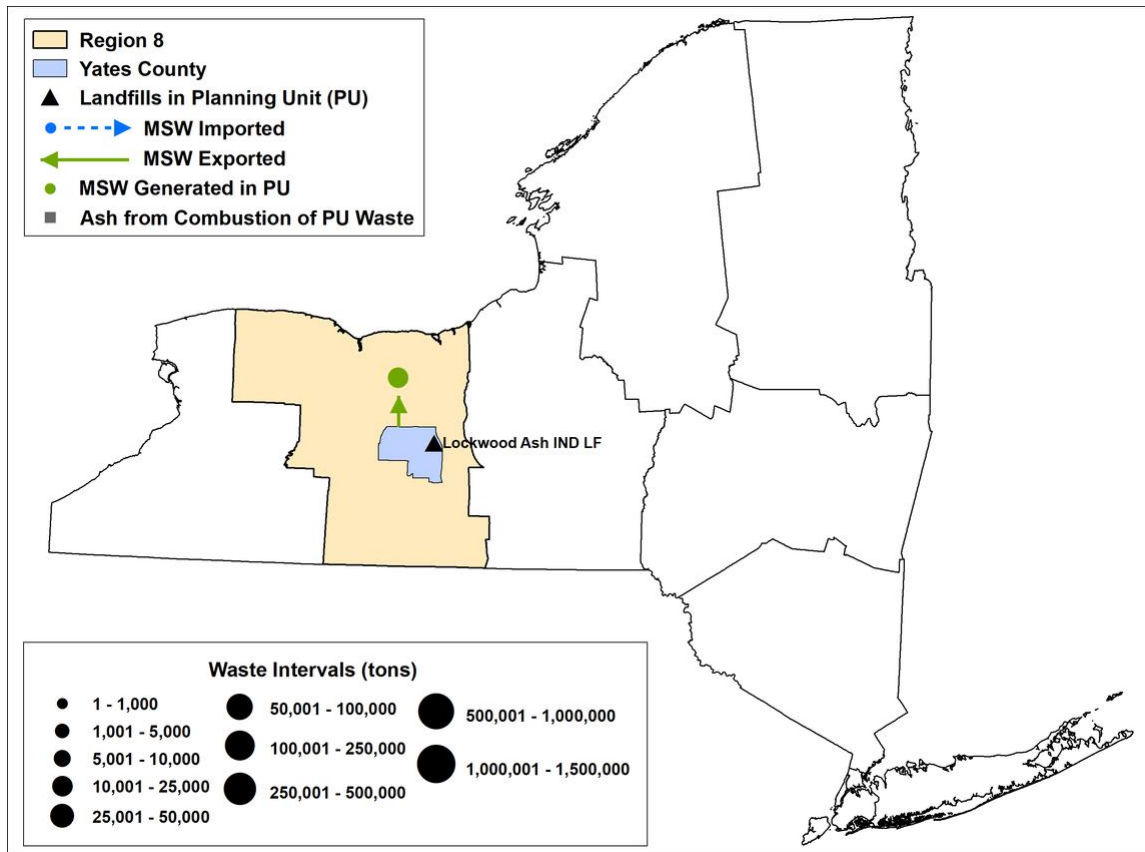 Region 8
Yates County
Landfills in Planning Unit (PU)
MSW Imported
MSW Exported
MSW Generated in PU
Ash from Combustion of PU Waste
Lockwood Ash IND LF
Waste Intervals (tons)
1 - 1,000
1,001 - 5,000
5,001 - 10,000
10,001 - 25,000
25,001 - 50,000
50,001 - 100,000
100,001 - 250,000
250,001 - 500,000
500,001 - 1,000,000
1,000,001 - 1,500,000